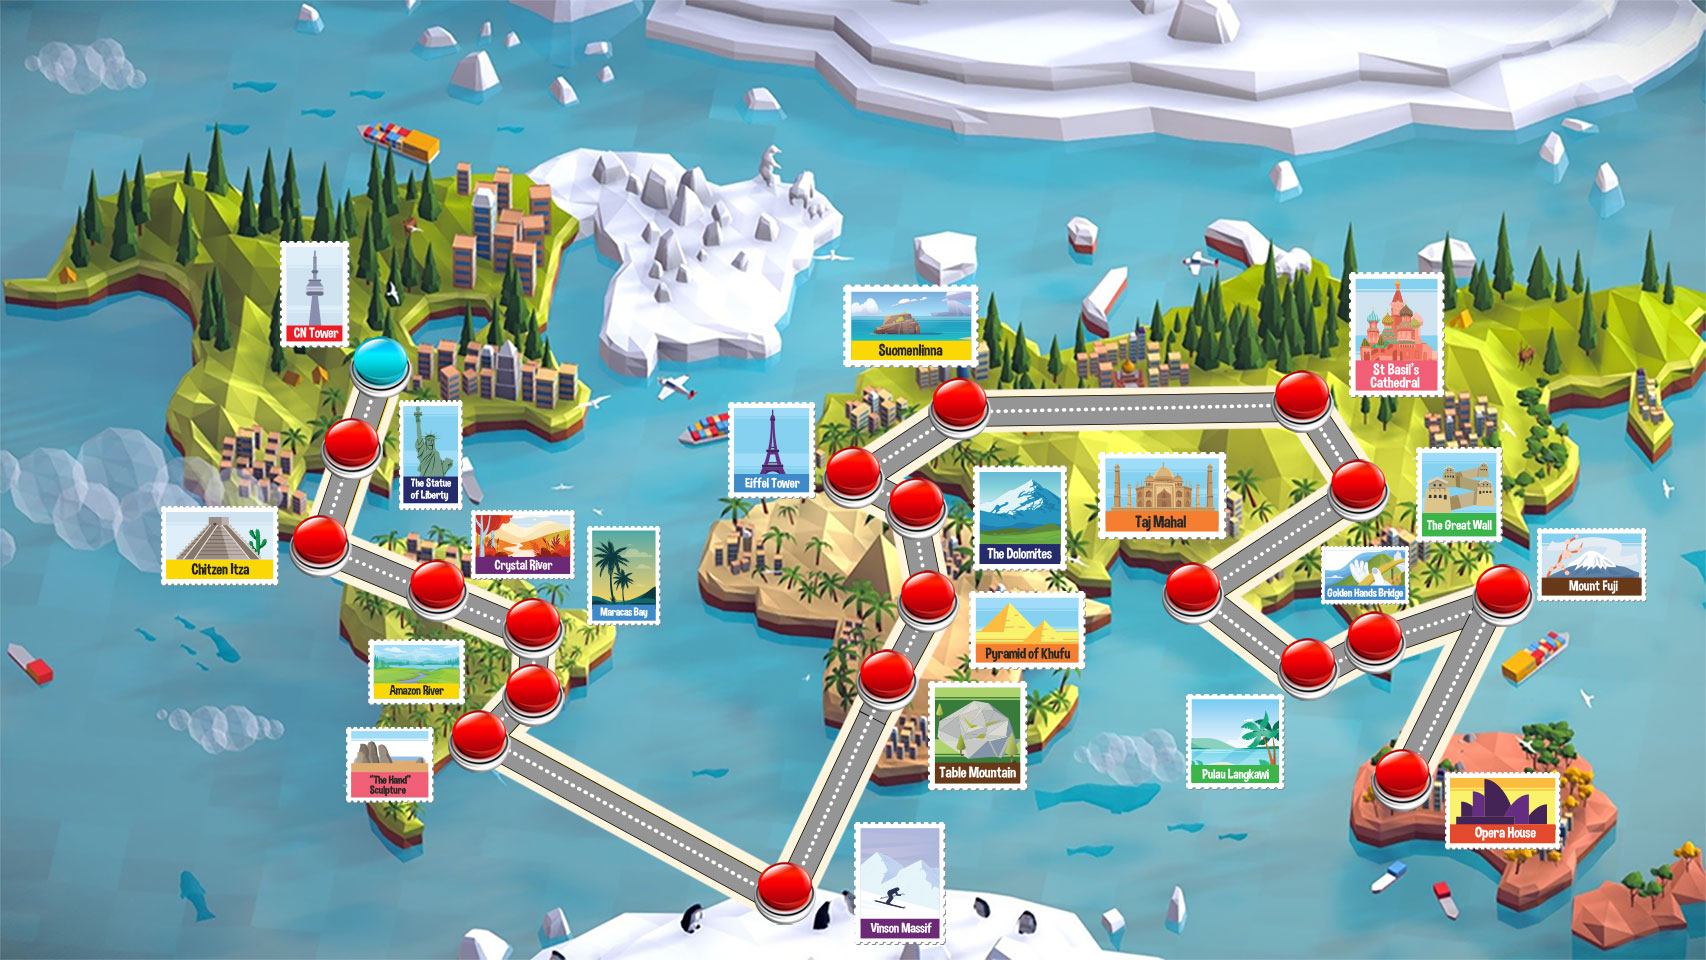 CN Tower
Suomenlinna
St Basil's
Cathedral
The Statue
of Liberty
Eiffel Tower
The Dolomites
Taj Mahal
The Great Wall
Chitzen Itza
Crystal River
Maracas Bay
Golden Hands Bridge
Mount Fuji
Pyramid of Khufu
Amazon River
"The Hand"
Sculpture
Table Mountain
Pulau Langkawi
Opera House
Vinson Massif